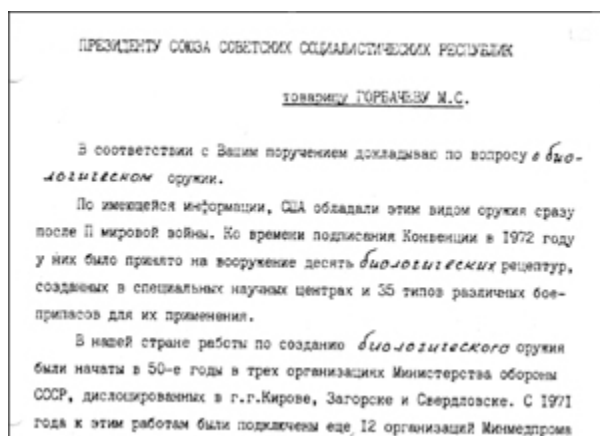 ПРЕЗИДЕНТУ СОЮЗА СОВЕТСКИХ СОЦИАЛИСТИЧЕСКИХ РЕСПУБЛИК
товарищу ГОРБАЧЕВУ М.С.
В соответствии с Вашим поручением докладываю по вопросу о био-
логическом оружии.
По имеющейся информации, США обладали этим видом оружия сразу
после П мировой войны. Ко времени подписания Конвенции в 1972 году
у них было принято на вооружение десять биологических рецептур,
созданных в специальных научных центрах и 35 типов различных бое-
припасов для их применения.
В нашей стране работы по созданию биологического оружия
были начаты в 50-е годы в трех организациях Министерства обороны
СССР, дислоцированных в г.г.Кирове, Загорске и Свердловске. С 1971
года к этим работам были подключены еще 12 организаций Минмедпрома